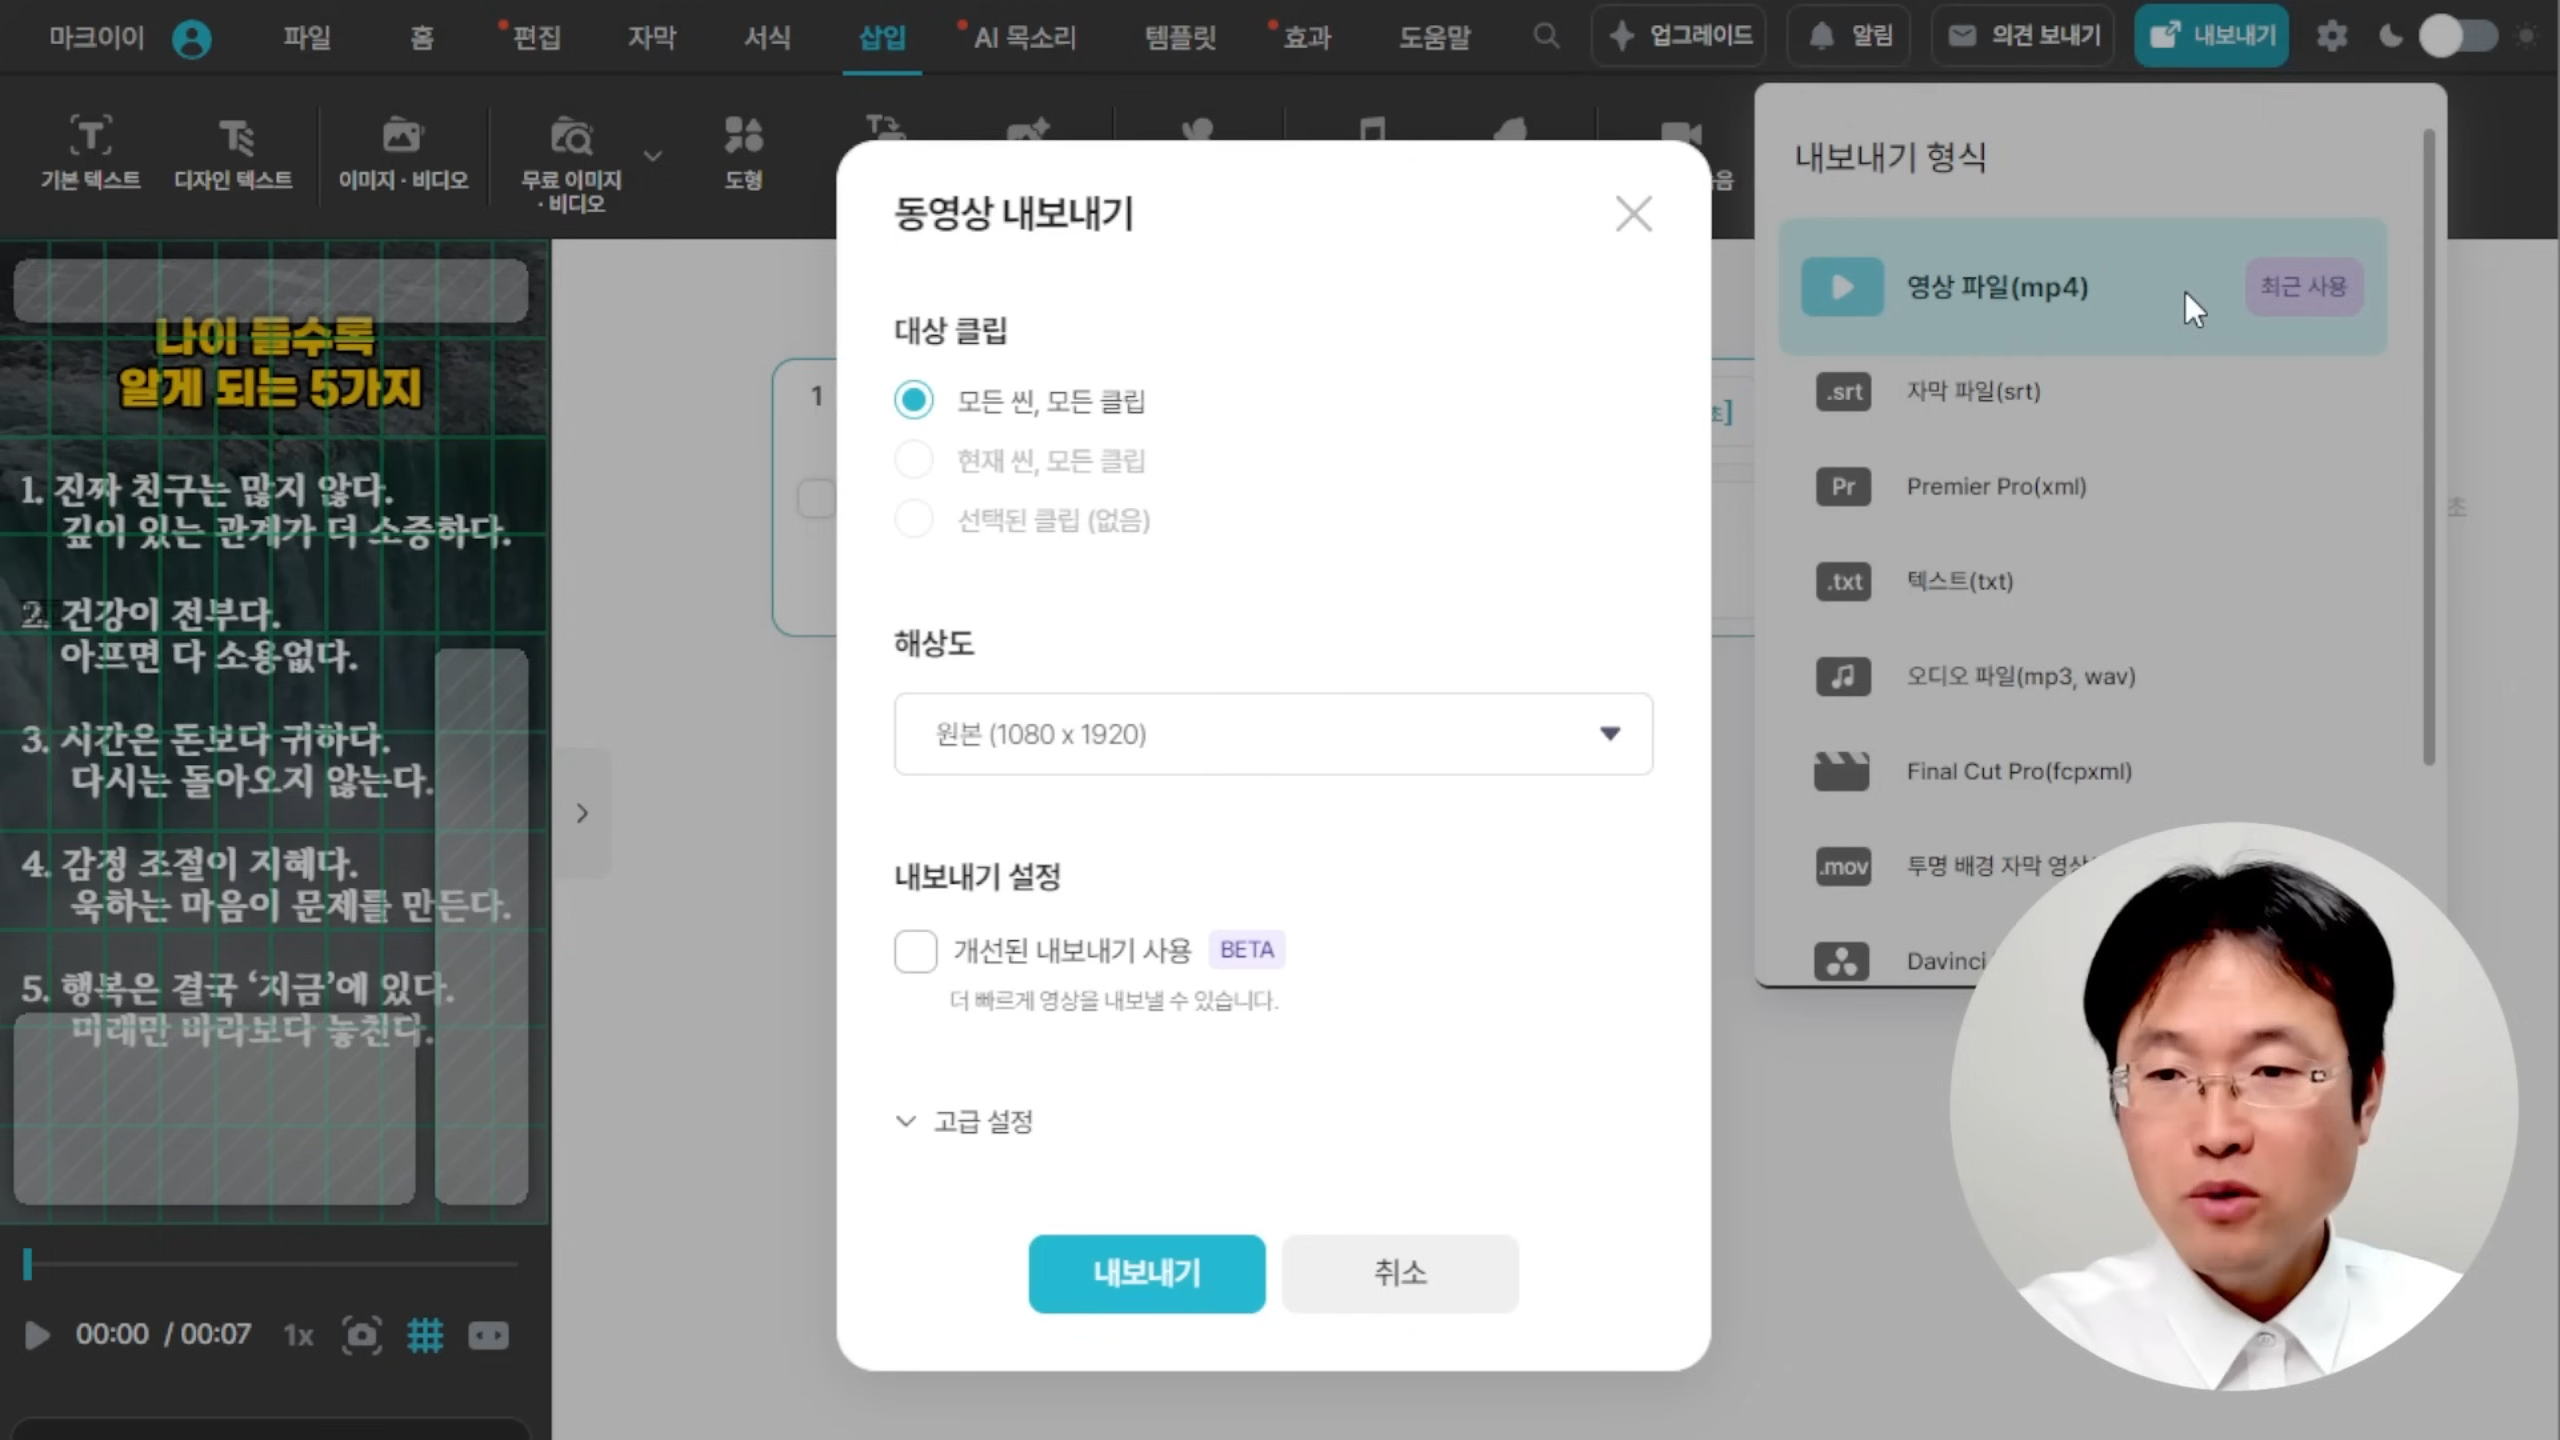 마크이이
파일
홈
편집
자막
서식
삽입
AI 목소리
템플릿
효과
도움말
업그레이드
알림
의견 보내기
내보내기
기본 텍스트
디자인 텍스트
이미지 · 비디오
무료 이미지
· 비디오
도형
음
나이 들수록
알게 되는 5가지
1. 진짜 친구는 많지 않다.
깊이 있는 관계가 더 소중하다.
2. 건강이 전부다.
아프면 다 소용없다.
3. 시간은 돈보다 귀하다.
다시는 돌아오지 않는다.
4. 감정 조절이 지혜다.
욱하는 마음이 문제를 만든다.
5. 행복은 결국 ‘지금’에 있다.
미래만 바라보다 놓친다.
00:00 / 00:07
1x
1
초]
초
동영상 내보내기
대상 클립
모든 씬, 모든 클립
현재 씬, 모든 클립
선택된 클립 (없음)
해상도
원본 (1080 x 1920)
내보내기 설정
개선된 내보내기 사용 BETA
더 빠르게 영상을 내보낼 수 있습니다.
고급 설정
내보내기
취소
내보내기 형식
영상 파일(mp4) 최근 사용
.srt 자막 파일(srt)
Pr Premier Pro(xml)
.txt 텍스트(txt)
오디오 파일(mp3, wav)
Final Cut Pro(fcpxml)
.mov 투명 배경 자막 영상
Davinci